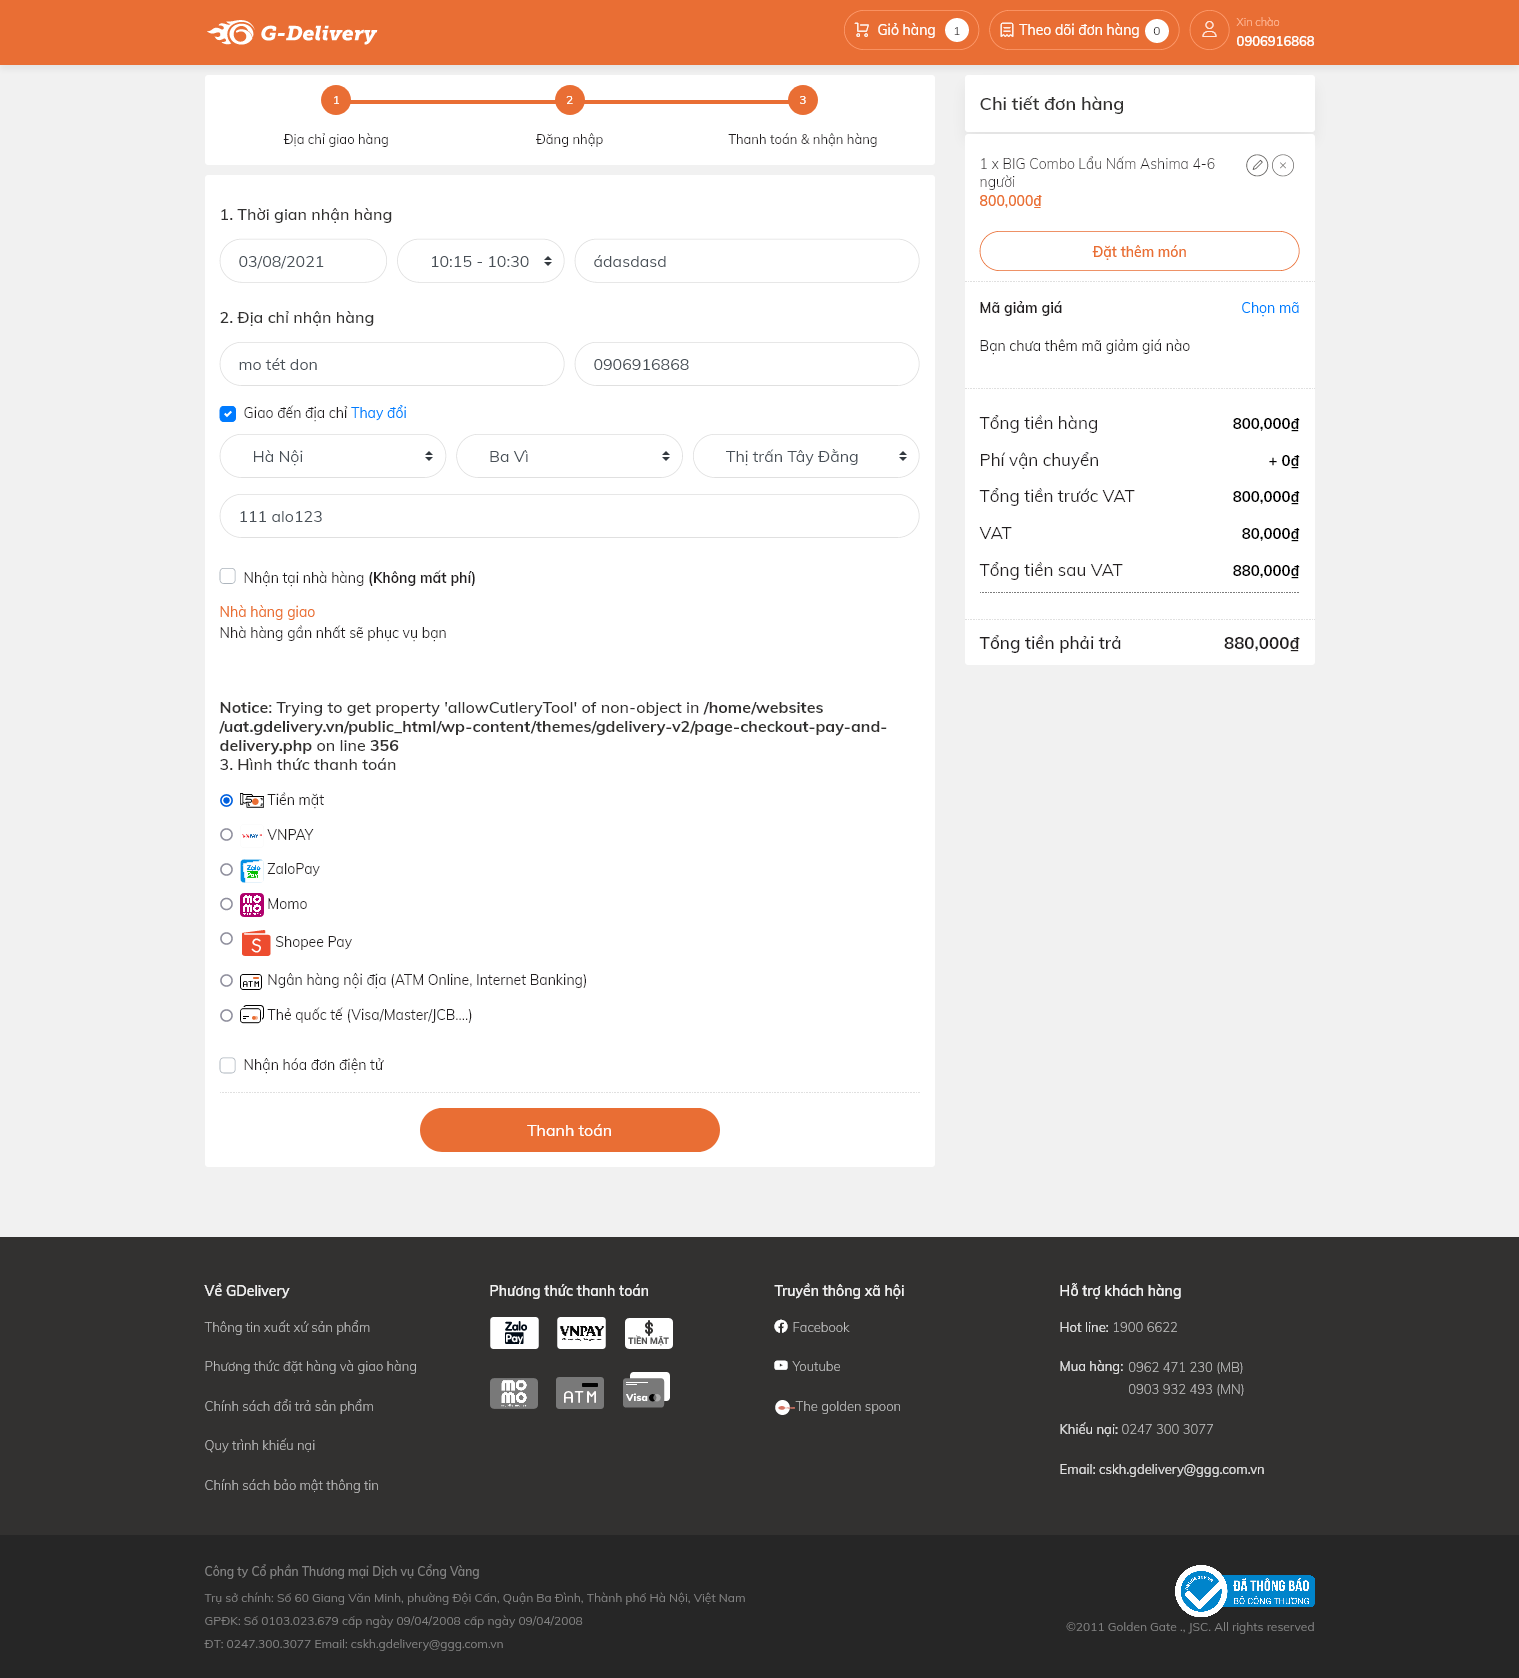 G-Delivery
Giỏ hàng 1
Theo dõi đơn hàng 0
Xin chào
0906916868
1 2 3
Địa chỉ giao hàng Đăng nhập Thanh toán & nhận hàng
1. Thời gian nhận hàng
03/08/2021 10:15 - 10:30 ádasdasd
2. Địa chỉ nhận hàng
mo tét don 0906916868
Giao đến địa chỉ Thay đổi
Hà Nội Ba Vì Thị trấn Tây Đằng
111 alo123
Nhận tại nhà hàng (Không mất phí)
Nhà hàng giao
Nhà hàng gần nhất sẽ phục vụ bạn
Notice: Trying to get property 'allowCutleryTool' of non-object in /home/websites
/uat.gdelivery.vn/public_html/wp-content/themes/gdelivery-v2/page-checkout-pay-and-
delivery.php on line 356
3. Hình thức thanh toán
Tiền mặt
VNPAY VNPAY
Zalo Pay ZaloPay
mo mo Momo
S Shopee Pay
ATM Ngân hàng nội địa (ATM Online, Internet Banking)
Thẻ quốc tế (Visa/Master/JCB....)
Nhận hóa đơn điện tử
Thanh toán
Chi tiết đơn hàng
1 x BIG Combo Lẩu Nấm Ashima 4-6
người
800,000₫
Đặt thêm món
Mã giảm giá Chọn mã
Bạn chưa thêm mã giảm giá nào
Tổng tiền hàng 800,000₫
Phí vận chuyển + 0₫
Tổng tiền trước VAT 800,000₫
VAT 80,000₫
Tổng tiền sau VAT 880,000₫
Tổng tiền phải trả 880,000₫
Về GDelivery
Thông tin xuất xứ sản phẩm
Phương thức đặt hàng và giao hàng
Chính sách đổi trả sản phẩm
Quy trình khiếu nại
Chính sách bảo mật thông tin
Phương thức thanh toán
Zalo Pay VNPAY $ TIỀN MẶT
mo mo ATM Visa
Truyền thông xã hội
Facebook
Youtube
The golden spoon
Hỗ trợ khách hàng
Hot line: 1900 6622
Mua hàng: 0962 471 230 (MB)
0903 932 493 (MN)
Khiếu nại: 0247 300 3077
Email: cskh.gdelivery@ggg.com.vn
Công ty Cổ phần Thương mại Dịch vụ Cổng Vàng
Trụ sở chính: Số 60 Giang Văn Minh, phường Đội Cấn, Quận Ba Đình, Thành phố Hà Nội, Việt Nam
GPĐK: Số 0103.023.679 cấp ngày 09/04/2008 cấp ngày 09/04/2008
ĐT: 0247.300.3077 Email: cskh.gdelivery@ggg.com.vn
ĐÃ THÔNG BÁO
BỘ CÔNG THƯƠNG
©2011 Golden Gate ., JSC. All rights reserved